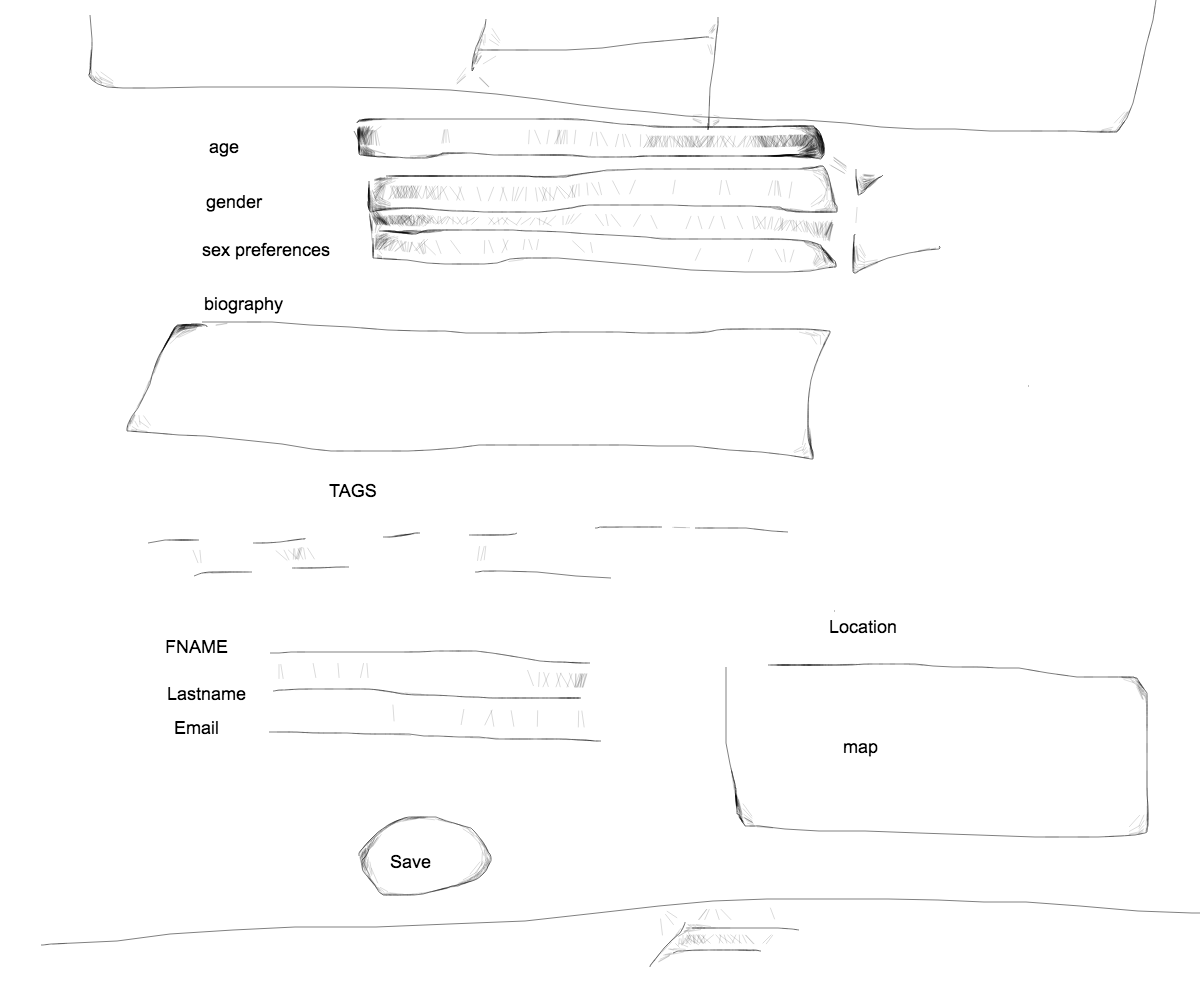 age
gender
sex preferences
biography
TAGS
Location
FNAME
Lastname
Email
map
Save